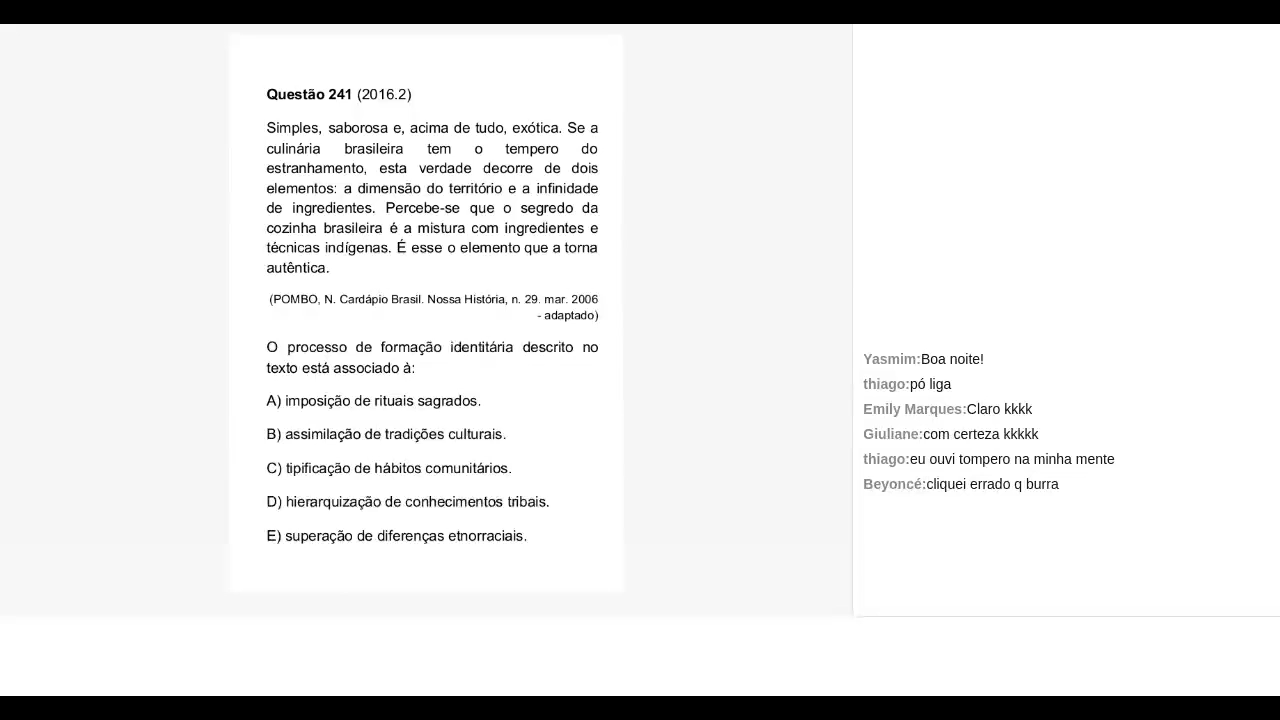 Questão 241 (2016.2)
Simples, saborosa e, acima de tudo, exótica. Se a
culinária brasileira tem o tempero do
estranhamento, esta verdade decorre de dois
elementos: a dimensão do território e a infinidade
de ingredientes. Percebe-se que o segredo da
cozinha brasileira é a mistura com ingredientes e
técnicas indígenas. É esse o elemento que a torna
autêntica.
(POMBO, N. Cardápio Brasil. Nossa História, n. 29. mar. 2006
- adaptado)
O processo de formação identitária descrito no
texto está associado à:
A) imposição de rituais sagrados.
B) assimilação de tradições culturais.
C) tipificação de hábitos comunitários.
D) hierarquização de conhecimentos tribais.
E) superação de diferenças etnorraciais.
Yasmim:Boa noite!
thiago:pó liga
Emily Marques:Claro kkkk
Giuliane:com certeza kkkkk
thiago:eu ouvi tompero na minha mente
Beyoncé:cliquei errado q burra